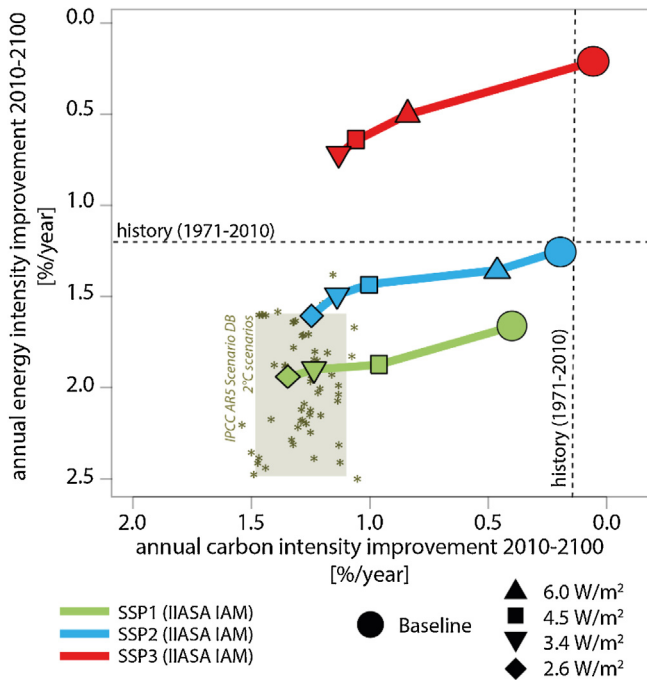 annual energy intensity improvement 2010-2100
[%/year]
0.0
0.5
1.0
1.5
2.0
2.5
history (1971-2010)
IPCC AR5 Scenario DB
2°C scenarios
history (1971-2010)
2.0
1.5
1.0
0.5
0.0
annual carbon intensity improvement 2010-2100
[%/year]
SSP1 (IIASA IAM)
SSP2 (IIASA IAM)
SSP3 (IIASA IAM)
Baseline
6.0 W/m²
4.5 W/m²
3.4 W/m²
2.6 W/m²